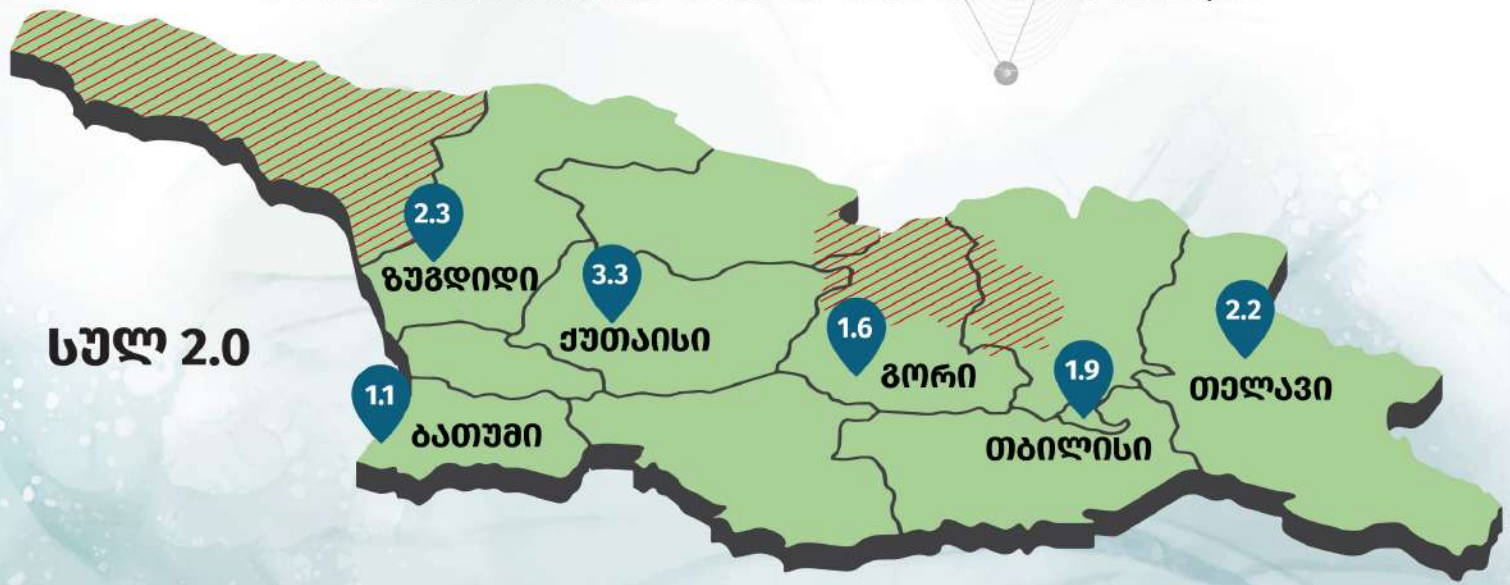 2.3
ზუგდიდი
3.3
ქუთაისი
2.2
თელავი
1.6
გორი
1.9
თბილისი
სულ 2.0
1.1
ბათუმი